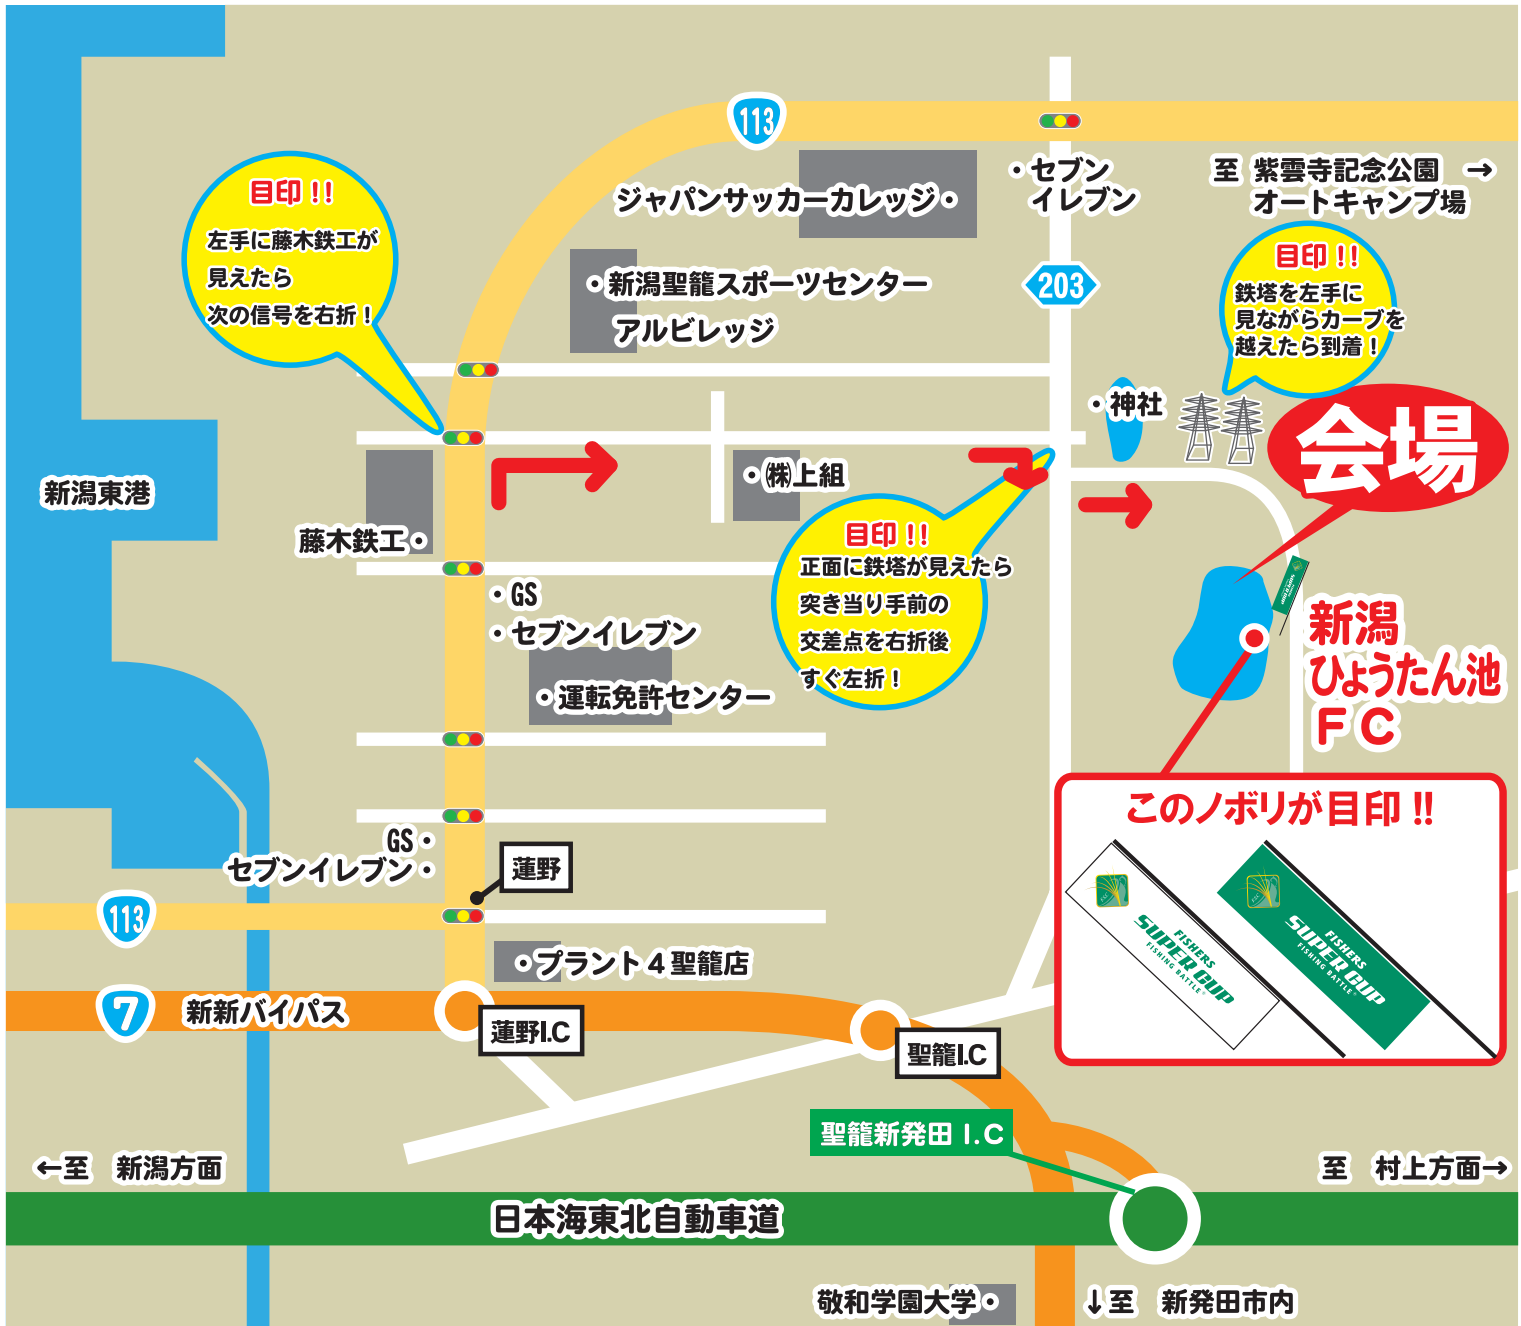 113
目印!!
左手に藤木鉄工が
見えたら
次の信号を右折！
ジャパンサッカーカレッジ・
・セブン
イレブン
至 紫雲寺記念公園 →
オートキャンプ場
・新潟聖籠スポーツセンター
アルビレッジ
203
目印!!
鉄塔を左手に
見ながらカーブを
越えたら到着！
・神社
会場
新潟東港
藤木鉄工・
・㈱上組
目印!!
正面に鉄塔が見えたら
突き当り手前の
交差点を右折後
すぐ左折！
・GS
・セブンイレブン
・運転免許センター
新潟
ひょうたん池
FC
このノボリが目印!!
FISHERS
SUPER CUP
FISHING BATTLE
FISHERS
SUPER CUP
FISHING BATTLE
GS・
セブンイレブン・
蓮野
113
・プラント4聖籠店
7
新新バイパス
蓮野I.C
聖籠I.C
聖籠新発田 I.C
←至 新潟方面
至 村上方面→
日本海東北自動車道
敬和学園大学・
↓至 新発田市内